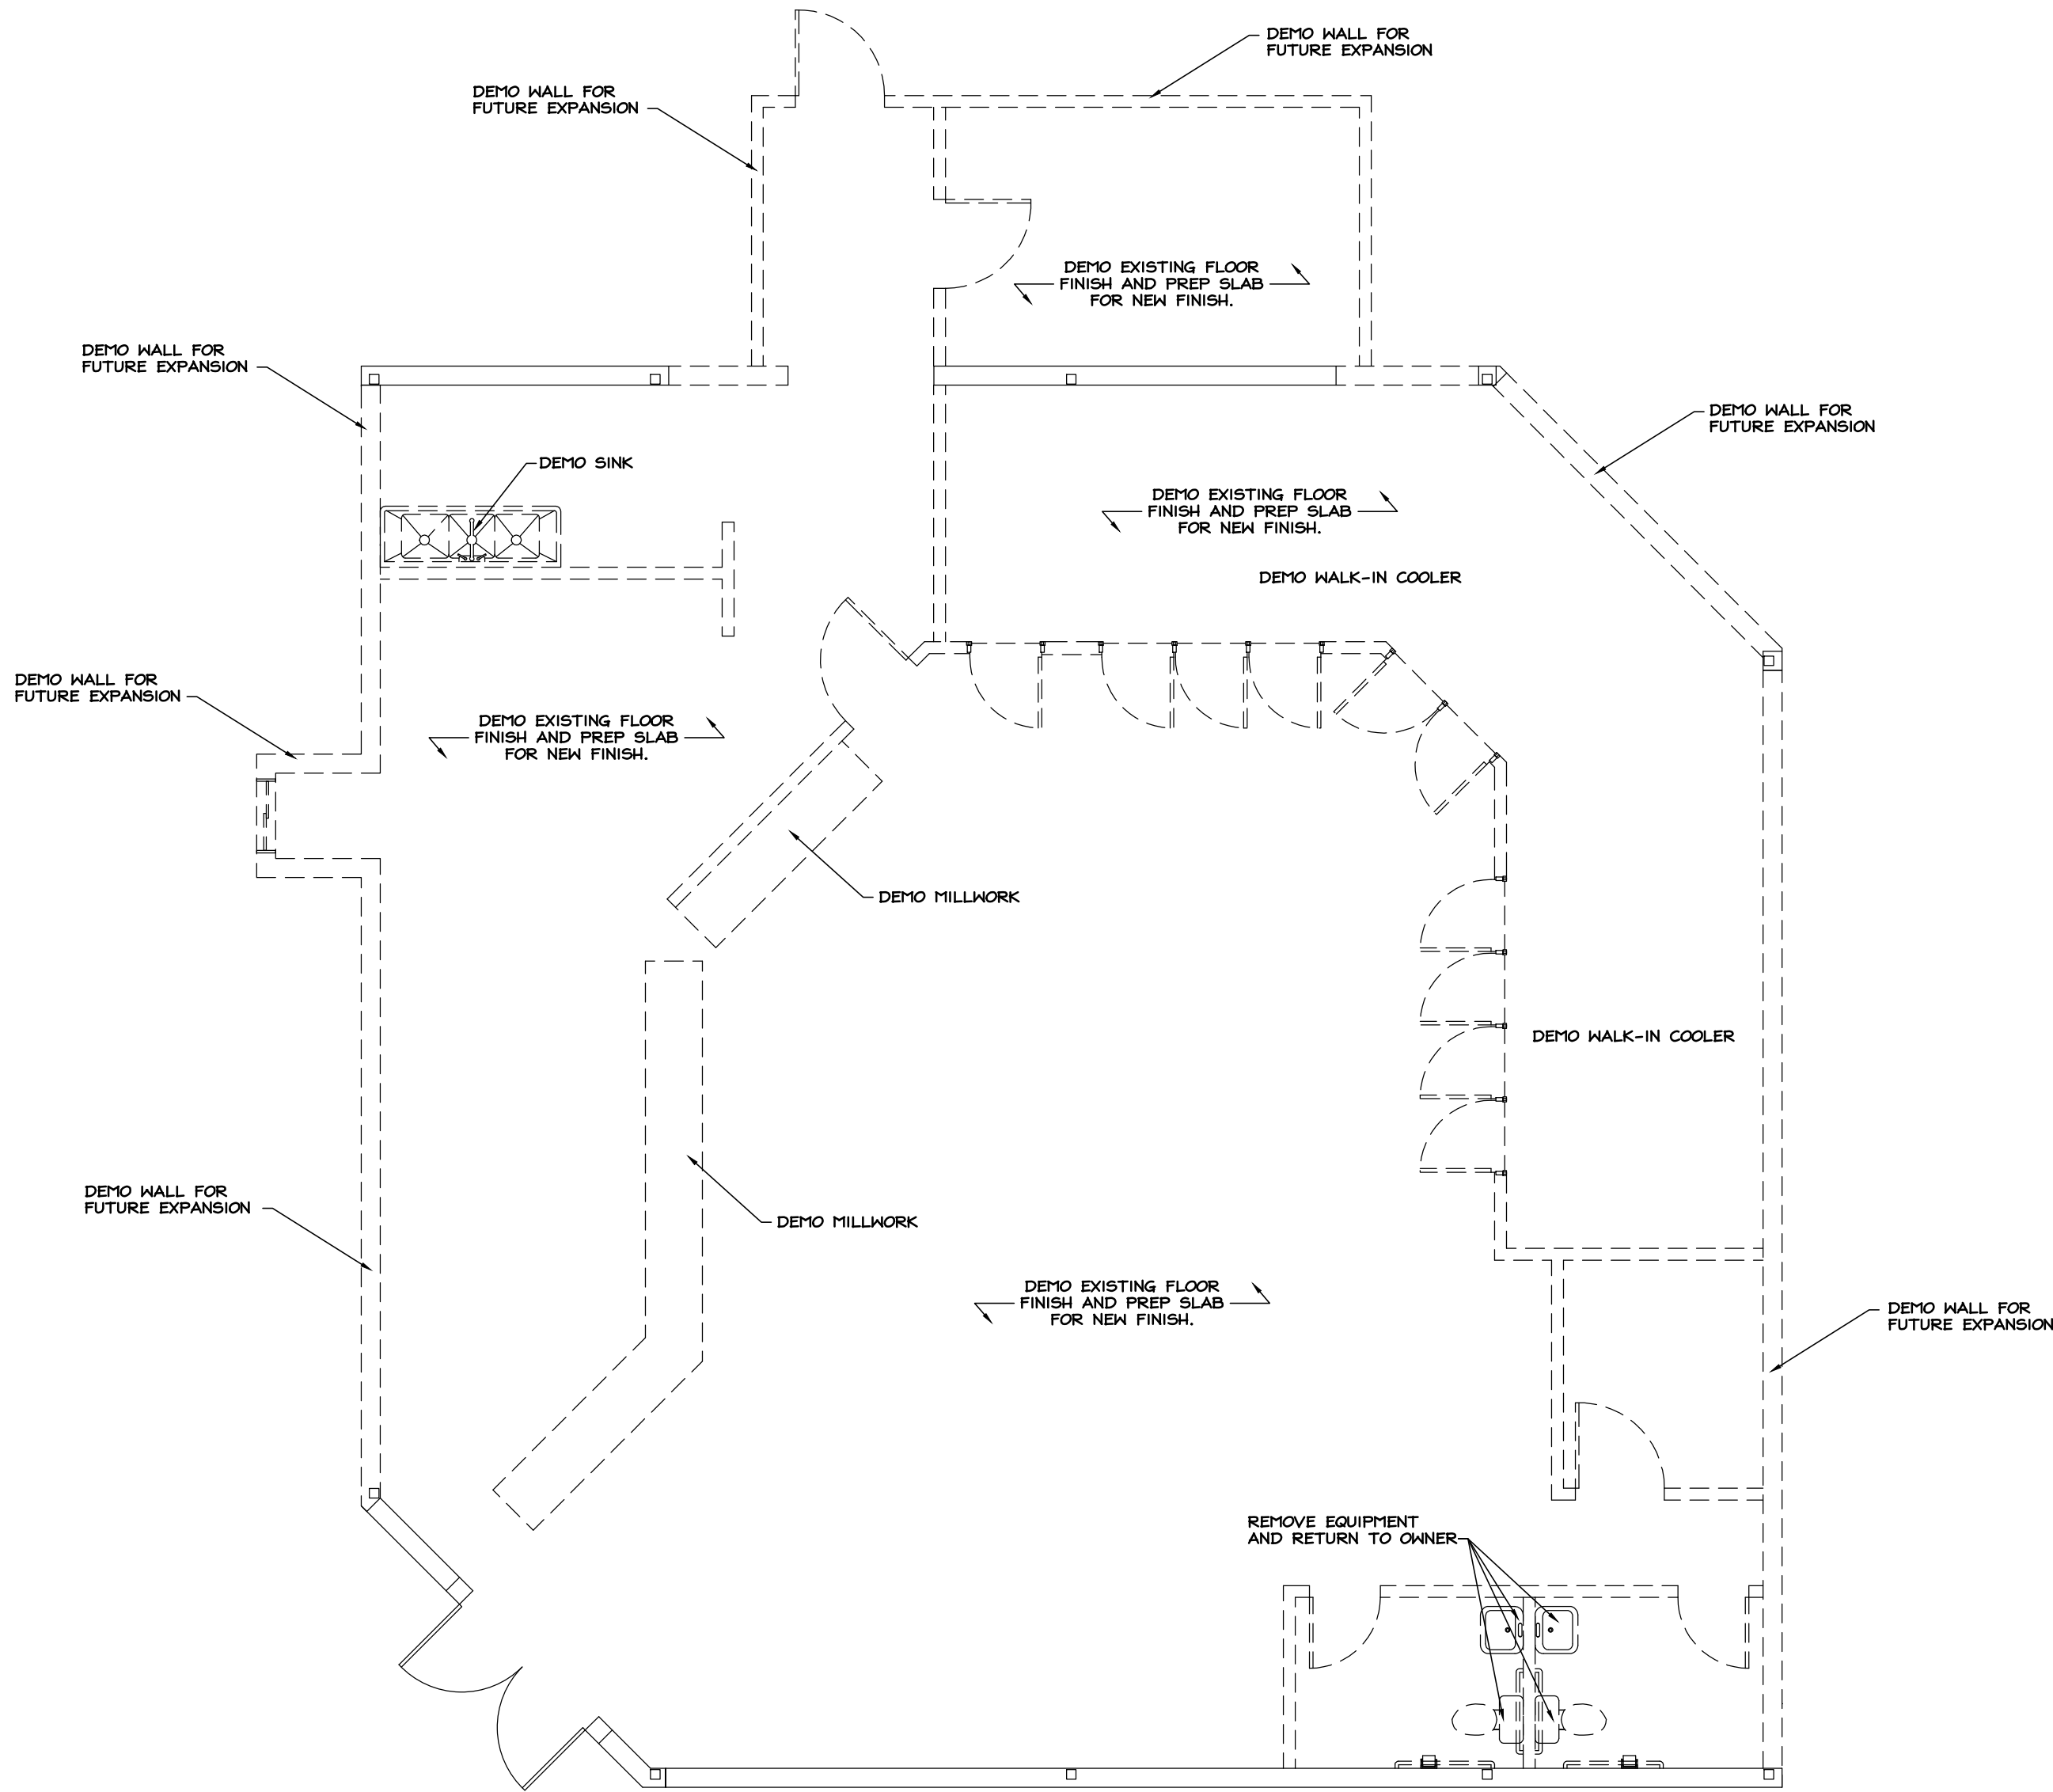 DEMO WALL FOR
FUTURE EXPANSION
DEMO WALL FOR
FUTURE EXPANSION
DEMO EXISTING FLOOR
FINISH AND PREP SLAB
FOR NEW FINISH.
DEMO WALL FOR
FUTURE EXPANSION
DEMO WALL FOR
FUTURE EXPANSION
DEMO SINK
DEMO EXISTING FLOOR
FINISH AND PREP SLAB
FOR NEW FINISH.
DEMO WALK-IN COOLER
DEMO WALL FOR
FUTURE EXPANSION
DEMO EXISTING FLOOR
FINISH AND PREP SLAB
FOR NEW FINISH.
DEMO MILLWORK
DEMO WALK-IN COOLER
DEMO WALL FOR
FUTURE EXPANSION
DEMO MILLWORK
DEMO EXISTING FLOOR
FINISH AND PREP SLAB
FOR NEW FINISH.
DEMO WALL FOR
FUTURE EXPANSION
REMOVE EQUIPMENT
AND RETURN TO OWNER